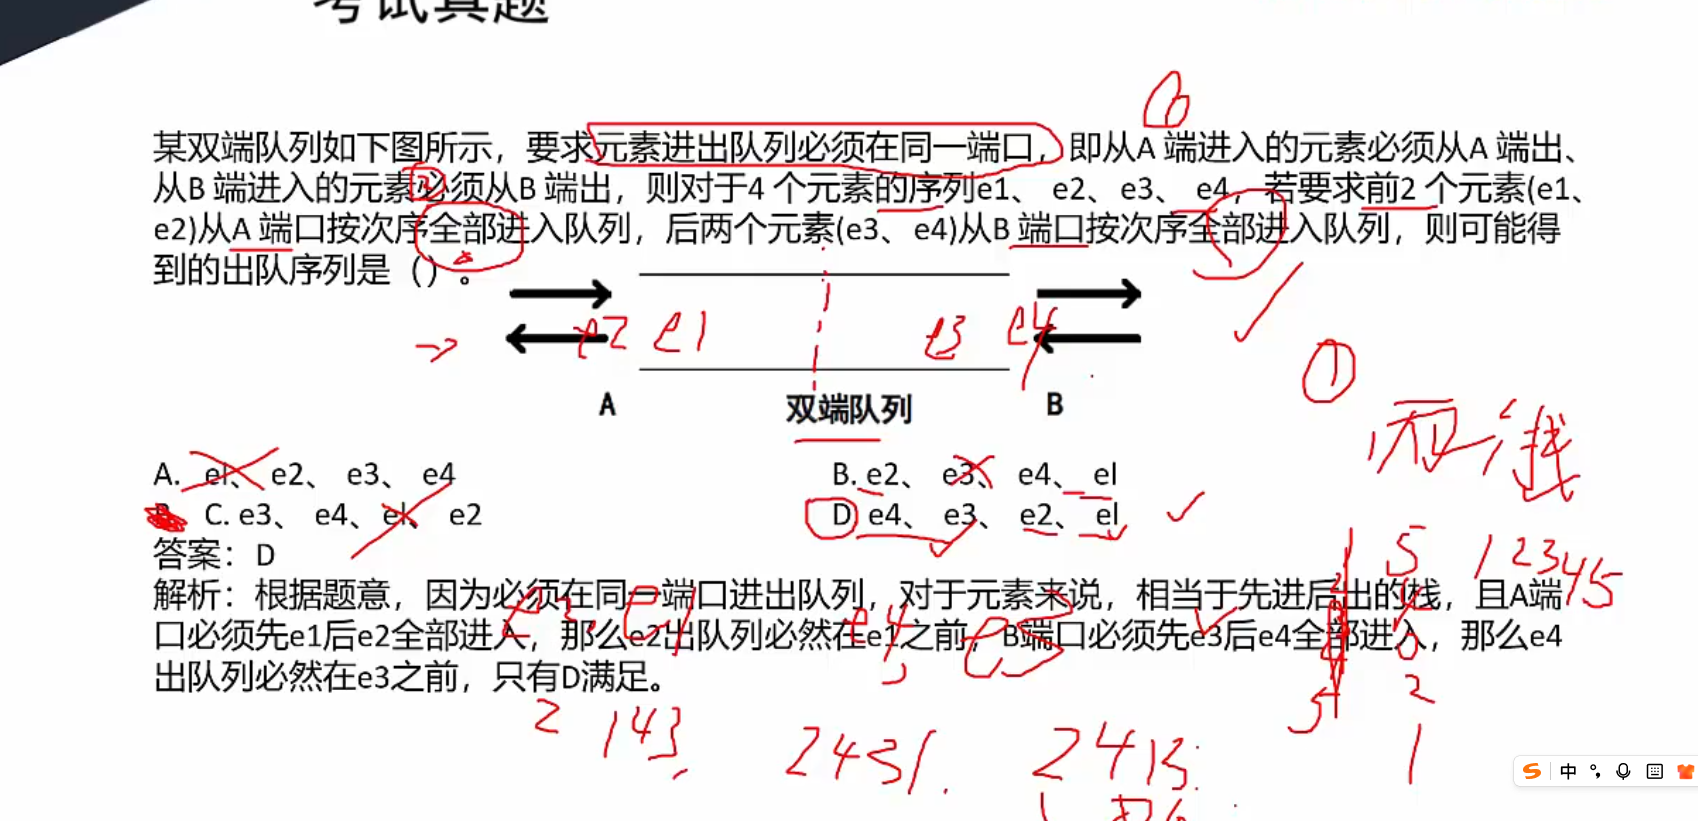 考试真题
某双端队列如下图所示，要求元素进出队列必须在同一端口，即从A 端进入的元素必须从A 端出、
从B 端进入的元素必须从B 端出，则对于4 个元素的序列e1、 e2、e3、 e4，若要求前2 个元素(e1、
e2)从A 端口按次序全部进入队列，后两个元素(e3、e4)从B 端口按次序全部进入队列，则可能得
到的出队序列是（）。
①
e2 e1 e3 e4
A 双端队列 B
A. el、 e2、 e3、 e4 B. e2、 e3、 e4、 el
C. e3、 e4、 el、 e2 D e4、 e3、 e2、 el
答案：D
5 12345
解析：根据题意，因为必须在同一端口进出队列，对于元素来说，相当于先进后出的栈，且A端
口必须先e1后e2全部进入，那么e2出队列必然在e1之前，B端口必须先e3后e4全部进入，那么e4
出队列必然在e3之前，只有D满足。
2 143 2431. 2413
中